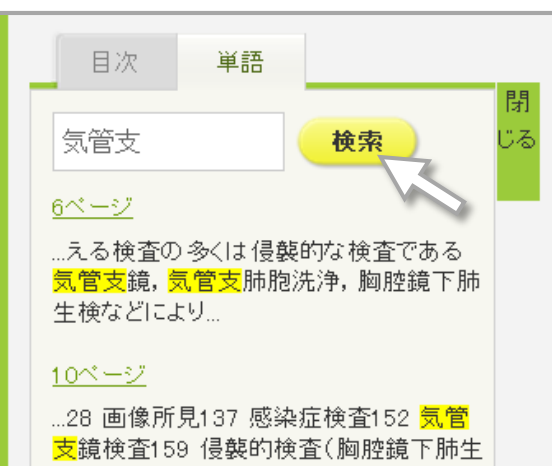 目次 単語
閉
じる
気管支 検索
6ページ
...える検査の多くは侵襲的な検査である
気管支鏡，気管支肺胞洗浄，胸腔鏡下肺
生検などにより...
10ページ
...28 画像所見137 感染症検査152 気管
支鏡検査159 侵襲的検査（胸腔鏡下肺生